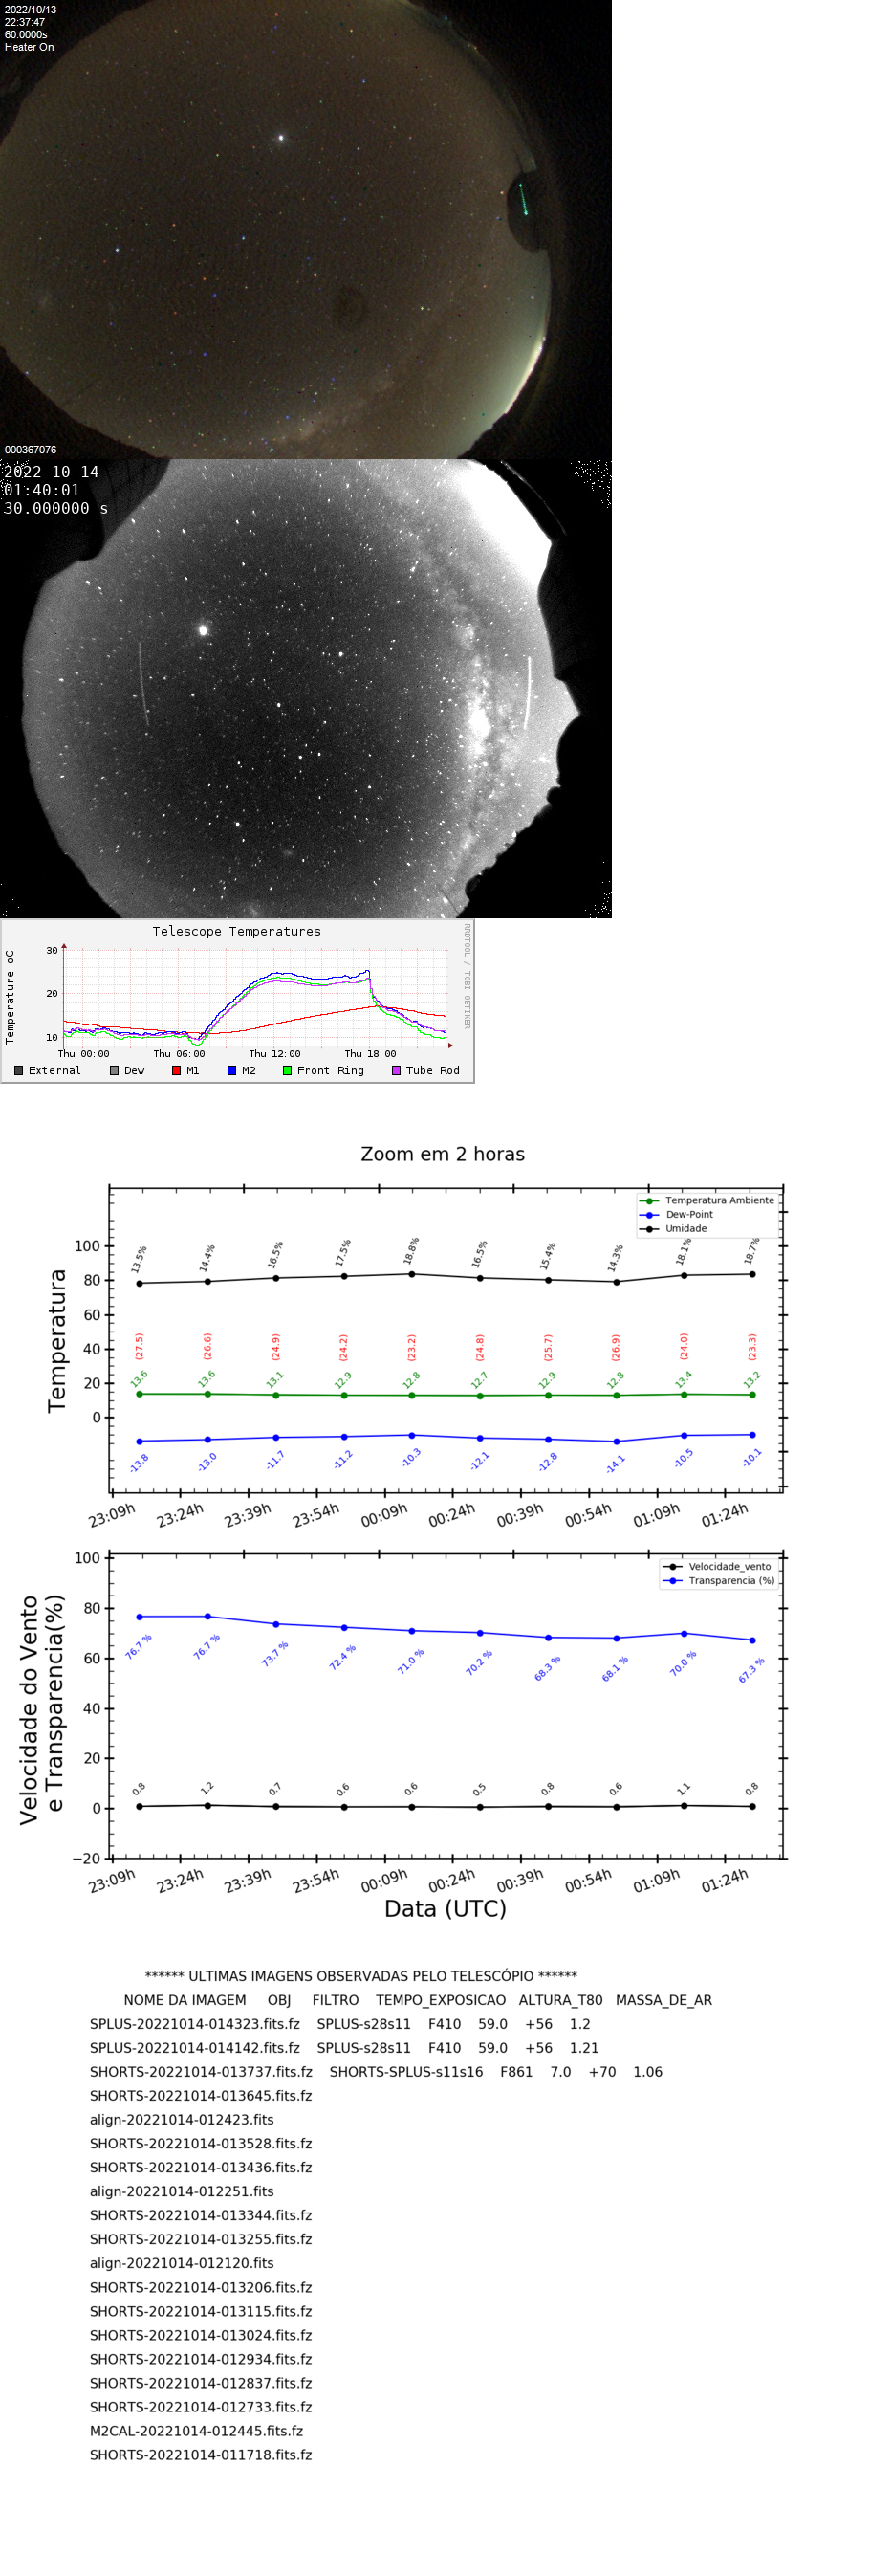 2022/10/13
22:37:47
60.0000s
Heater On
000367076
2022-10-14
01:40:01
30.000000 s
Telescope Temperatures
RRDTOOL / TOBI OETIKER
Temperature oC
30
20
10
Thu 00:00 Thu 06:00 Thu 12:00 Thu 18:00
External Dew M1 M2 Front Ring Tube Rod
Zoom em 2 horas
Temperatura Ambiente
Dew-Point
Umidade
Temperatura
100
80
60
40
20
0
13.5% 14.4% 16.5% 17.5% 18.8% 16.5% 15.4% 14.3% 18.1% 18.7%
(27.5) (26.6) (24.9) (24.2) (23.2) (24.8) (25.7) (26.9) (24.0) (23.3)
13.6 13.6 13.1 12.9 12.8 12.7 12.9 12.8 13.4 13.2
-13.8 -13.0 -11.7 -11.2 -10.3 -12.1 -12.8 -14.1 -10.5 -10.1
23:09h 23:24h 23:39h 23:54h 00:09h 00:24h 00:39h 00:54h 01:09h 01:24h
Velocidade_vento
Transparencia (%)
Velocidade do Vento
e Transparencia(%)
100
80
60
40
20
0
−20
76.7 % 76.7 % 73.7 % 72.4 % 71.0 % 70.2 % 68.3 % 68.1 % 70.0 % 67.3 %
0.8 1.2 0.7 0.6 0.6 0.5 0.8 0.6 1.1 0.8
23:09h 23:24h 23:39h 23:54h 00:09h 00:24h 00:39h 00:54h 01:09h 01:24h
Data (UTC)
****** ULTIMAS IMAGENS OBSERVADAS PELO TELESCÓPIO ******
NOME DA IMAGEM OBJ FILTRO TEMPO_EXPOSICAO ALTURA_T80 MASSA_DE_AR
SPLUS-20221014-014323.fits.fz SPLUS-s28s11 F410 59.0 +56 1.2
SPLUS-20221014-014142.fits.fz SPLUS-s28s11 F410 59.0 +56 1.21
SHORTS-20221014-013737.fits.fz SHORTS-SPLUS-s11s16 F861 7.0 +70 1.06
SHORTS-20221014-013645.fits.fz
align-20221014-012423.fits
SHORTS-20221014-013528.fits.fz
SHORTS-20221014-013436.fits.fz
align-20221014-012251.fits
SHORTS-20221014-013344.fits.fz
SHORTS-20221014-013255.fits.fz
align-20221014-012120.fits
SHORTS-20221014-013206.fits.fz
SHORTS-20221014-013115.fits.fz
SHORTS-20221014-013024.fits.fz
SHORTS-20221014-012934.fits.fz
SHORTS-20221014-012837.fits.fz
SHORTS-20221014-012733.fits.fz
M2CAL-20221014-012445.fits.fz
SHORTS-20221014-011718.fits.fz